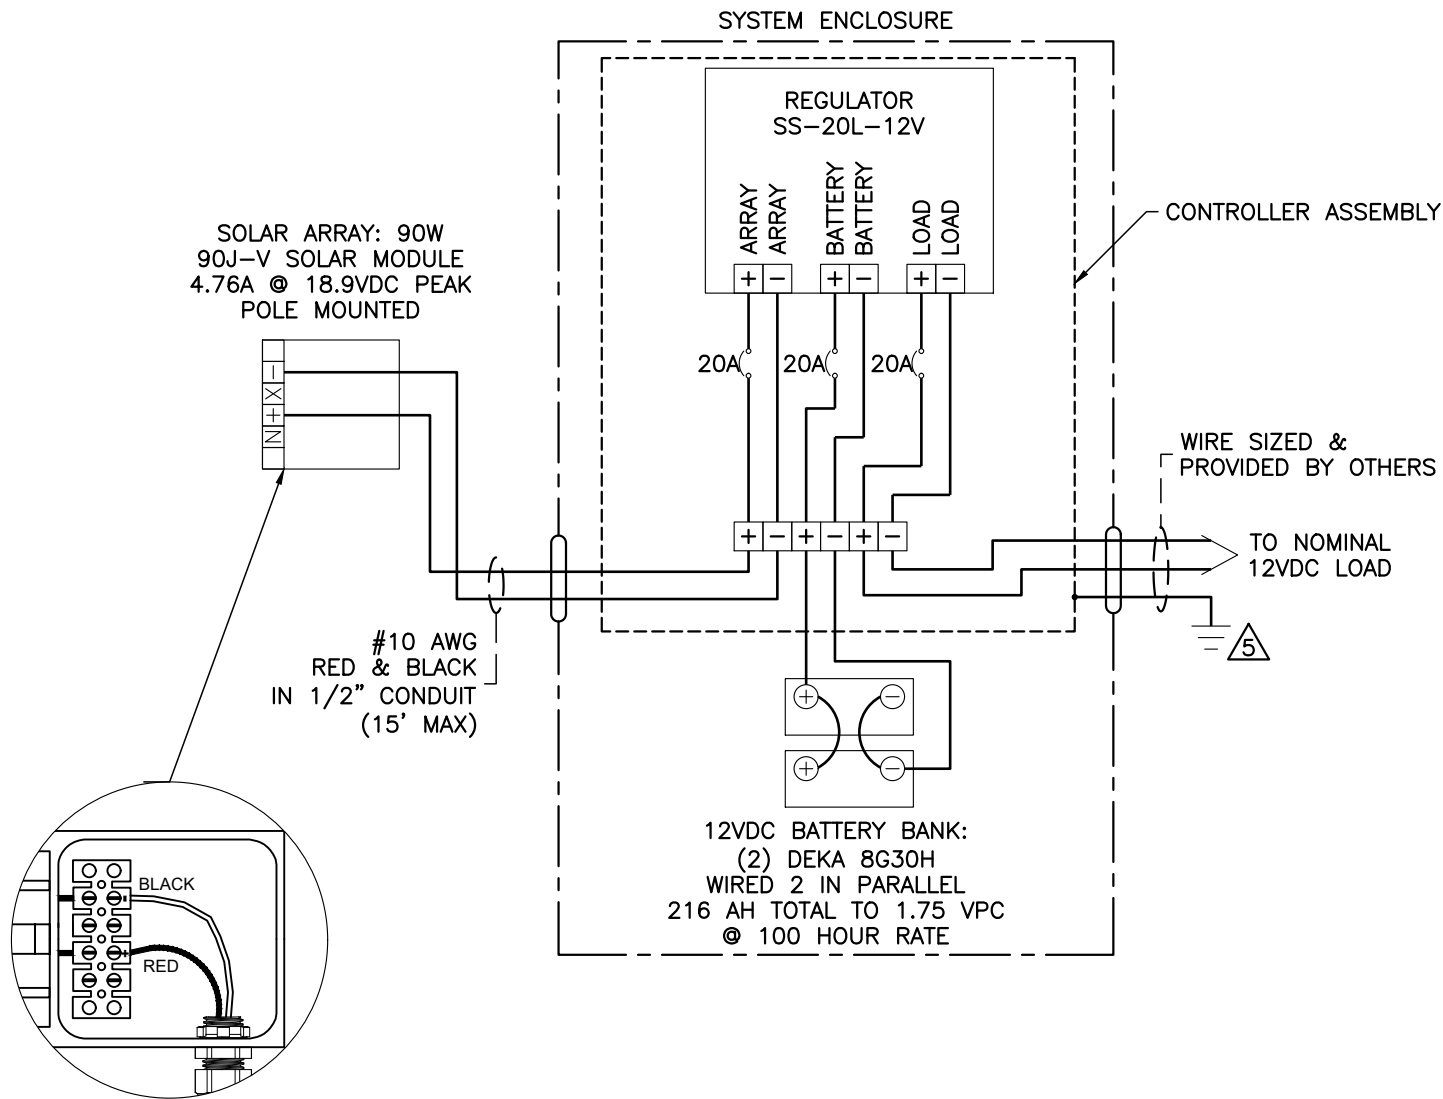 SYSTEM ENCLOSURE
REGULATOR
SS-20L-12V
ARRAY
ARRAY
BATTERY
BATTERY
LOAD
LOAD
+ - + - + -
CONTROLLER ASSEMBLY
SOLAR ARRAY: 90W
90J-V SOLAR MODULE
4.76A @ 18.9VDC PEAK
POLE MOUNTED
-
X
+
N
20A
20A
20A
WIRE SIZED &
PROVIDED BY OTHERS
+ - + - + -
TO NOMINAL
12VDC LOAD
5
#10 AWG
RED & BLACK
IN 1/2" CONDUIT
(15' MAX)
+ -
+ -
12VDC BATTERY BANK:
(2) DEKA 8G30H
WIRED 2 IN PARALLEL
216 AH TOTAL TO 1.75 VPC
@ 100 HOUR RATE
BLACK
RED